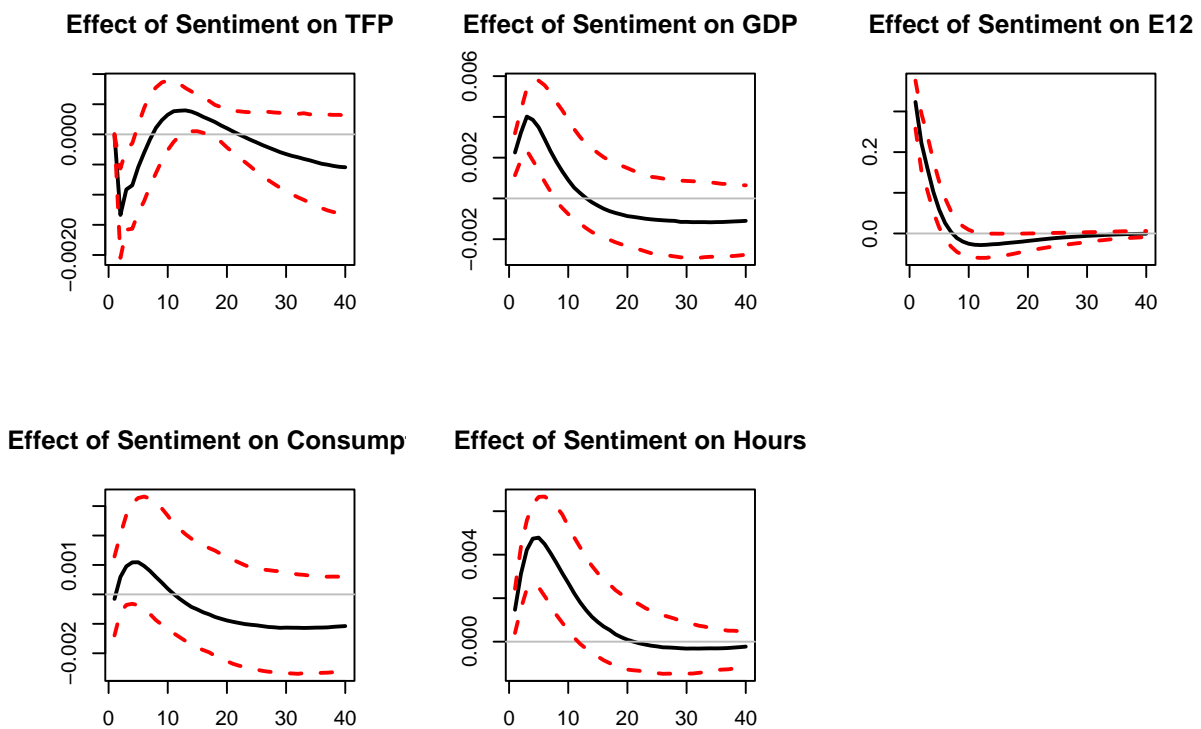 Effect of Sentiment on TFP
Effect of Sentiment on GDP
Effect of Sentiment on E12
0.0000
−0.0020
0 10 20 30 40
0.006
0.002
−0.002
0 10 20 30 40
0.2
0.0
0 10 20 30 40
Effect of Sentiment on Consump
Effect of Sentiment on Hours
0.001
−0.002
0 10 20 30 40
0.004
0.000
0 10 20 30 40